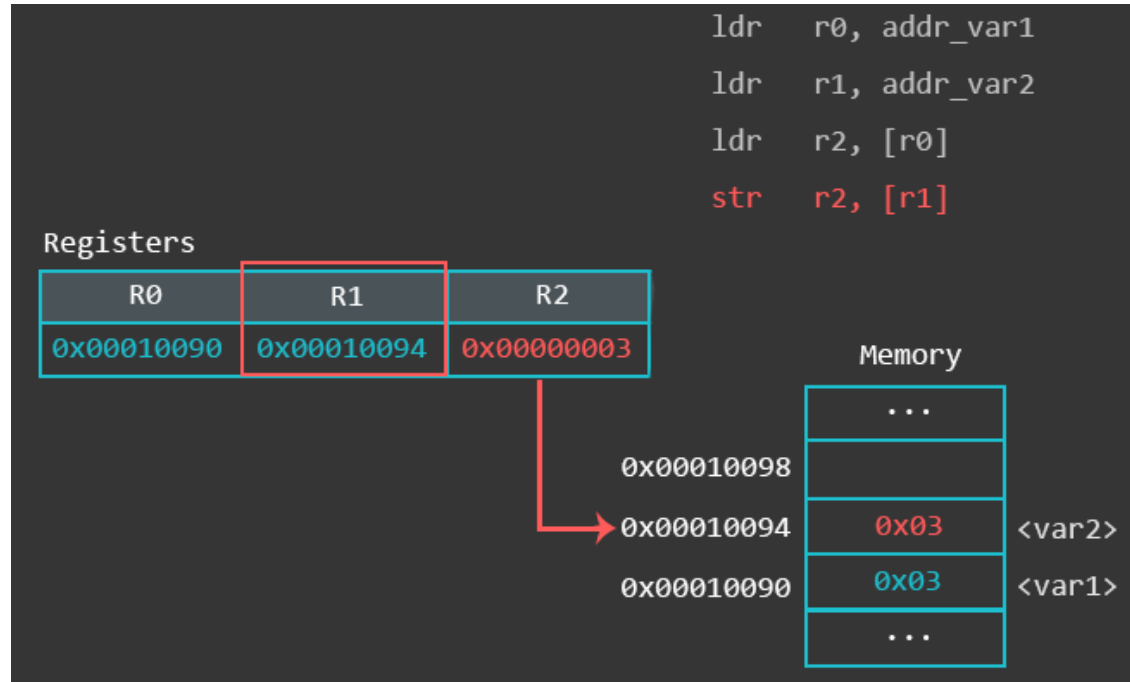 ldr r0, addr_var1
ldr r1, addr_var2
ldr r2, [r0]
str r2, [r1]
Registers
R0 R1 R2
0x00010090 0x00010094 0x00000003
Memory
...
0x00010098
0x00010094 0x03 <var2>
0x00010090 0x03 <var1>
...